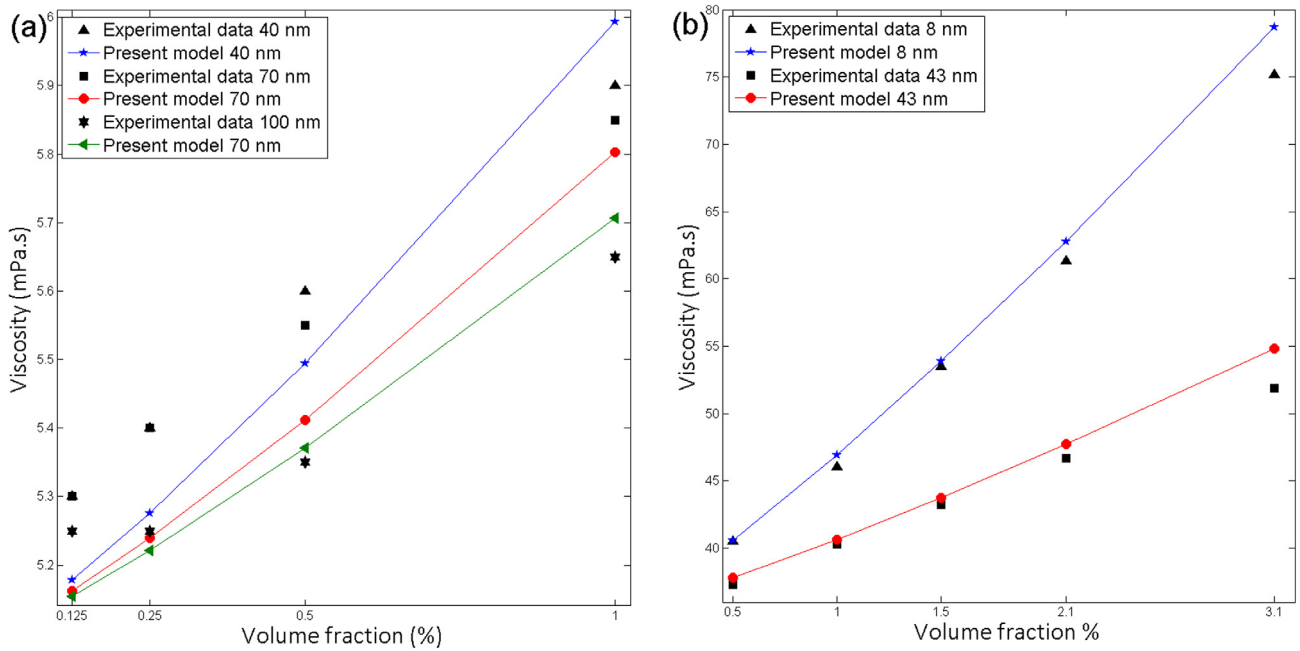 (a)
Experimental data 40 nm
Present model 40 nm
Experimental data 70 nm
Present model 70 nm
Experimental data 100 nm
Present model 70 nm
6
5.9
5.8
5.7
5.6
5.5
5.4
5.3
5.2
Viscosity (mPa.s)
0.125
0.25
0.5
1
Volume fraction (%)
(b)
Experimental data 8 nm
Present model 8 nm
Experimental data 43 nm
Present model 43 nm
80
75
70
65
60
55
50
45
40
Viscosity (mPa.s)
0.5
1
1.5
2.1
3.1
Volume fraction %